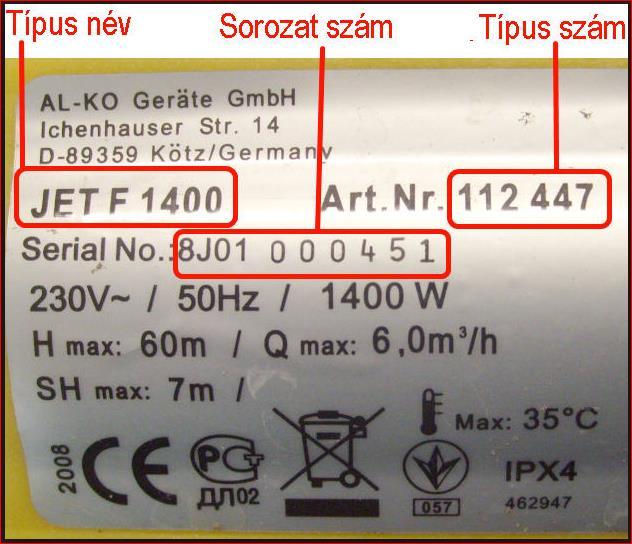 Típus név Sorozat szám Típus szám
AL-KO Geräte GmbH
Ichenhauser Str. 14
D-89359 Kötz/Germany
JET F 1400 Art.Nr. 112 447
Serial No.: 8J01 000451
230V~ / 50Hz / 1400 W
H max: 60m / Q max: 6,0m³/h
SH max: 7m /
Max: 35°C
2008 CE РСТ IPX4
ДЛ02 057 462947